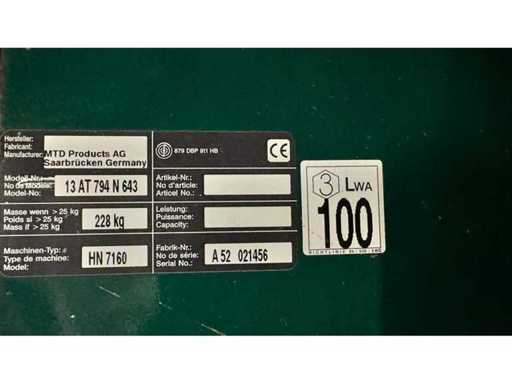 Hersteller:
Fabricant:
Manufacturer:
MTD Products AG
Saarbrücken Germany
879 DBP 911 HB
CE
Modell-Nr.:
No de Modèle:
Model-No:
13 AT 794 N 643
Artikel-Nr.:
No d'article:
Article No.:
Masse wenn > 25 kg
Poids si > 25 kg
Mass if > 25 kg
228 kg
Leistung:
Puissance:
Capacity:
Maschinen-Typ:
Type de machine:
Model:
HN 7160
Fabrik-Nr.:
No de série:
Serial No.:
A 52 021456
3 LWA
100